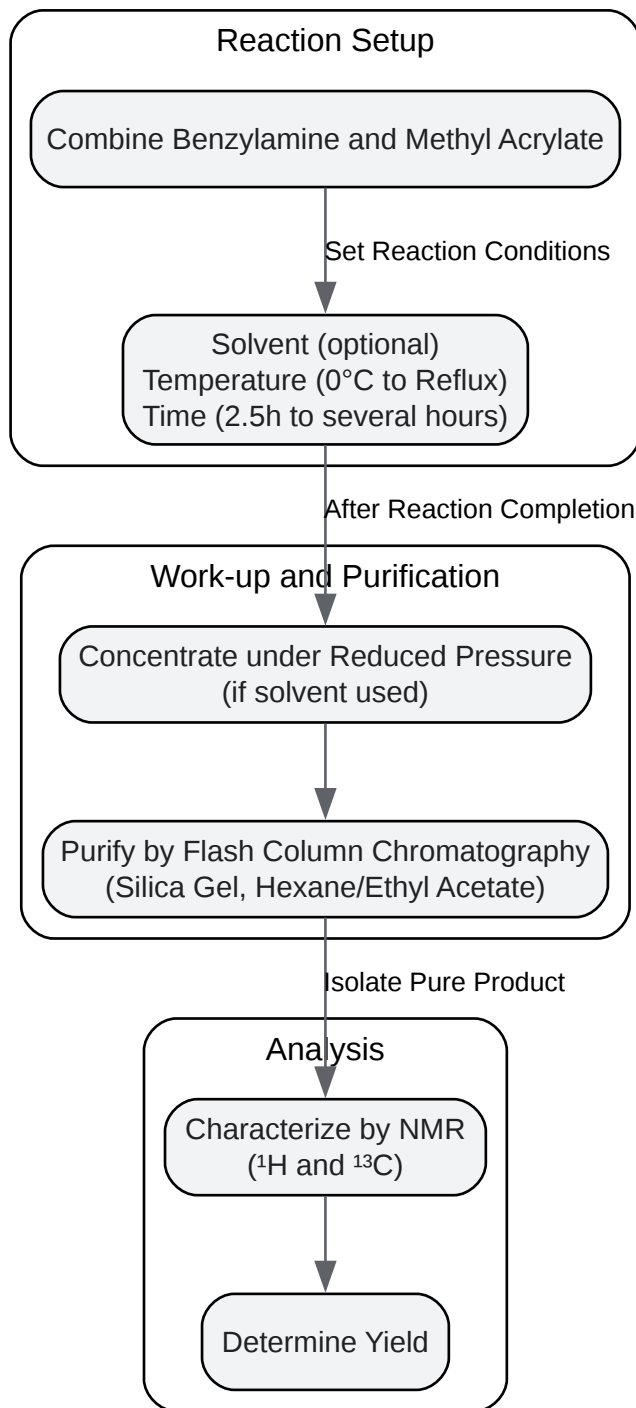 Reaction Setup
Combine Benzylamine and Methyl Acrylate
Set Reaction Conditions
Solvent (optional)
Temperature (0°C to Reflux)
Time (2.5h to several hours)
After Reaction Completion
Work-up and Purification
Concentrate under Reduced Pressure
(if solvent used)
Purify by Flash Column Chromatography
(Silica Gel, Hexane/Ethyl Acetate)
Isolate Pure Product
Analysis
Characterize by NMR
(¹H and ¹³C)
Determine Yield